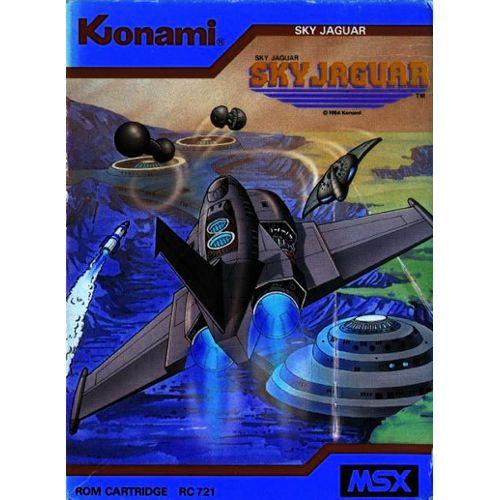 Konami®
SKY JAGUAR
SKY JAGUAR
SKY JAGUAR
™
© 1984 Konami
ROM CARTRIDGE RC 721
MSX